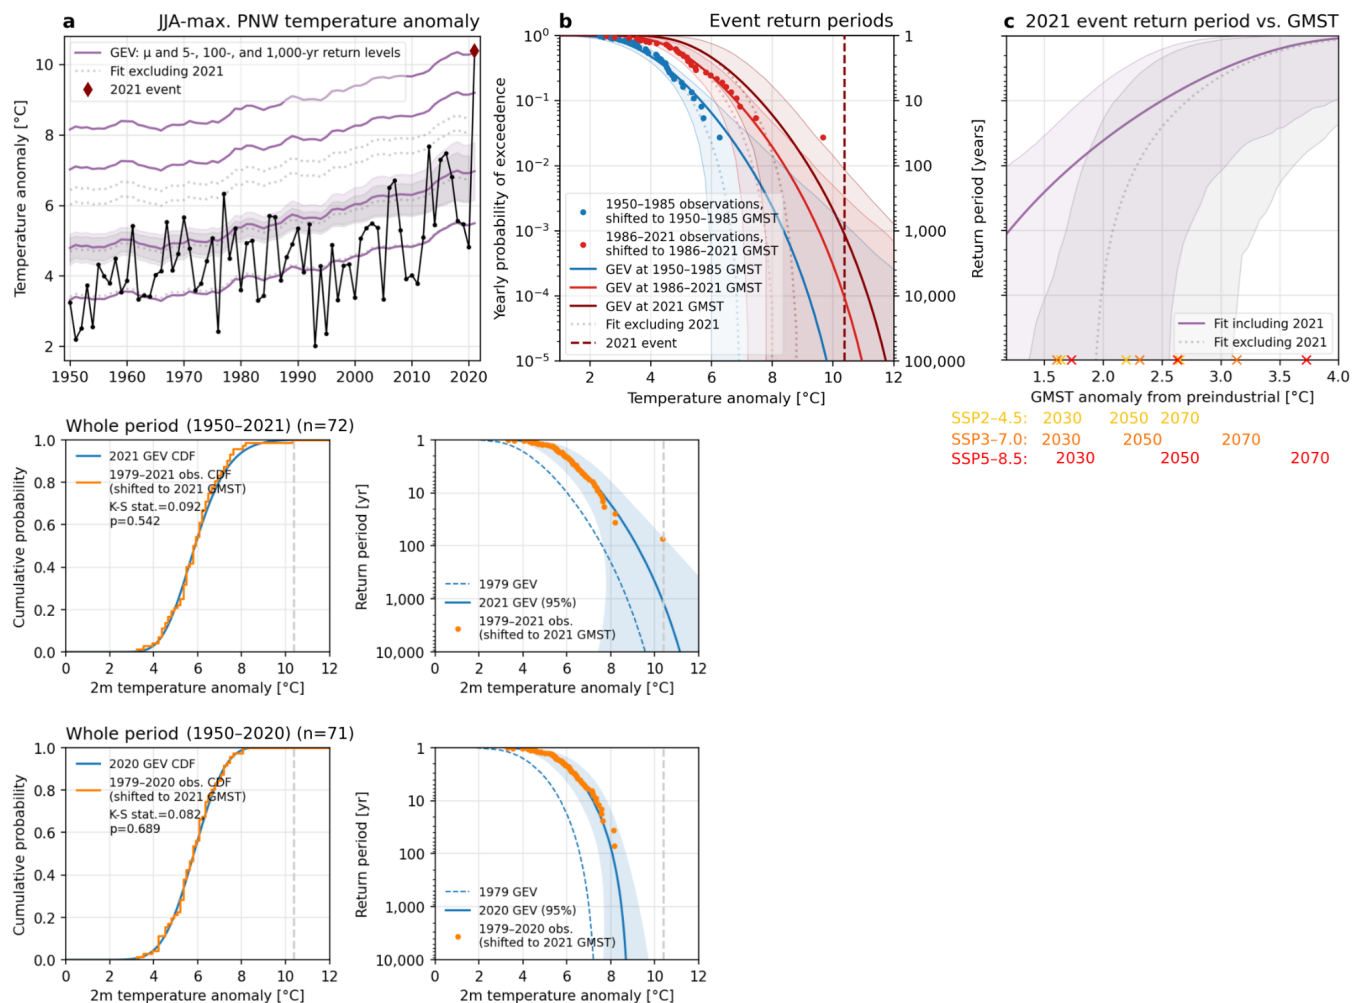 a JJA-max. PNW temperature anomaly
GEV: μ and 5-, 100-, and 1,000-yr return levels
Fit excluding 2021
2021 event
Temperature anomaly [°C]
10
8
6
4
2
1950 1960 1970 1980 1990 2000 2010 2020
b Event return periods
Yearly probability of exceedence
10⁰
10⁻¹
10⁻²
10⁻³
10⁻⁴
10⁻⁵
1950–1985 observations,
shifted to 1950–1985 GMST
1986–2021 observations,
shifted to 1986–2021 GMST
GEV at 1950–1985 GMST
GEV at 1986–2021 GMST
GEV at 2021 GMST
Fit excluding 2021
2021 event
1
10
100
1,000
10,000
100,000
2 4 6 8 10 12
Temperature anomaly [°C]
c 2021 event return period vs. GMST
Return period [years]
Fit including 2021
Fit excluding 2021
1.5 2.0 2.5 3.0 3.5 4.0
GMST anomaly from preindustrial [°C]
SSP2–4.5: 2030 2050 2070
SSP3–7.0: 2030 2050 2070
SSP5–8.5: 2030 2050 2070
Whole period (1950–2021) (n=72)
Cumulative probability
1.0
0.8
0.6
0.4
0.2
0.0
2021 GEV CDF
1979–2021 obs. CDF
(shifted to 2021 GMST)
K-S stat.=0.092,
p=0.542
0 2 4 6 8 10 12
2m temperature anomaly [°C]
Return period [yr]
1
10
100
1,000
10,000
1979 GEV
2021 GEV (95%)
1979–2021 obs.
(shifted to 2021 GMST)
0 2 4 6 8 10 12
2m temperature anomaly [°C]
Whole period (1950–2020) (n=71)
Cumulative probability
1.0
0.8
0.6
0.4
0.2
0.0
2020 GEV CDF
1979–2020 obs. CDF
(shifted to 2021 GMST)
K-S stat.=0.082,
p=0.689
0 2 4 6 8 10 12
2m temperature anomaly [°C]
Return period [yr]
1
10
100
1,000
10,000
1979 GEV
2020 GEV (95%)
1979–2020 obs.
(shifted to 2021 GMST)
0 2 4 6 8 10 12
2m temperature anomaly [°C]